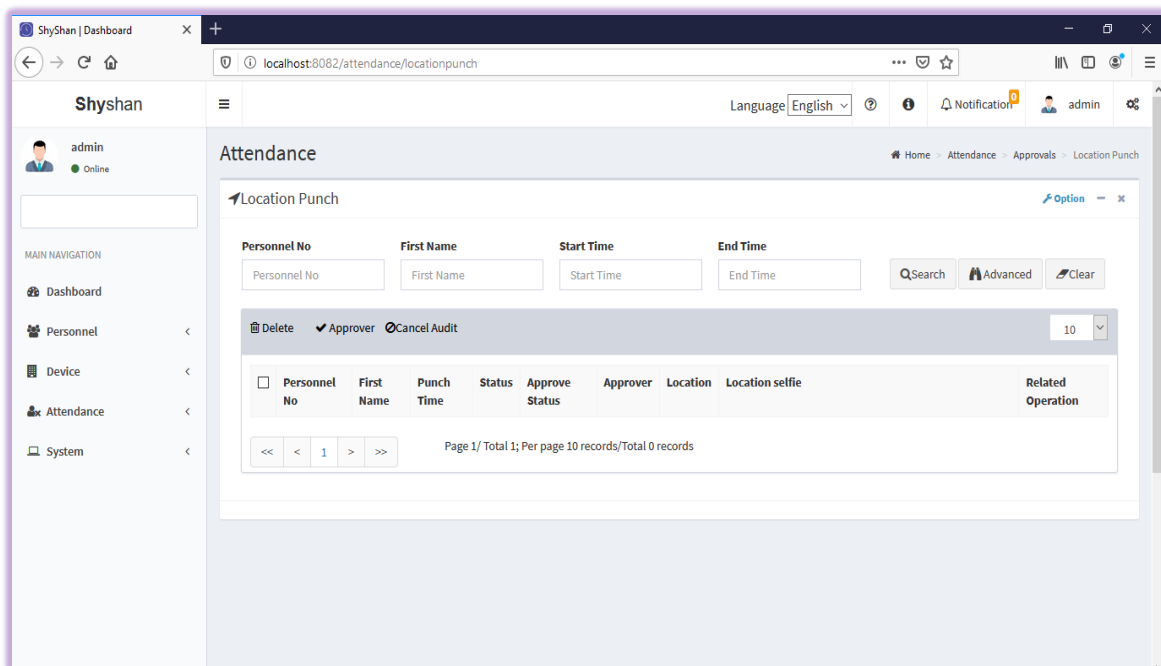 ShyShan | Dashboard
localhost:8082/attendance/locationpunch
Shyshan
Language English
Notification 0
admin
admin
Online
Attendance
Home > Attendance > Approvals > Location Punch
Location Punch
Option
MAIN NAVIGATION
Dashboard
Personnel
Device
Attendance
System
Personnel No First Name Start Time End Time
Personnel No First Name Start Time End Time Search Advanced Clear
Delete Approver Cancel Audit 10
Personnel No First Name Punch Time Status Approve Status Approver Location Location selfie Related Operation
<< < 1 > >> Page 1/ Total 1; Per page 10 records/Total 0 records